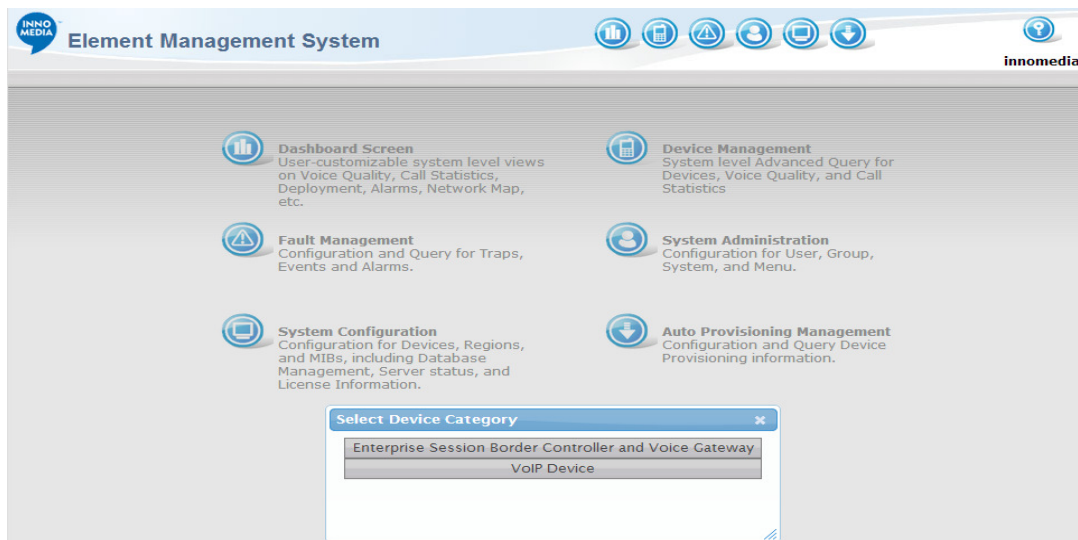 INNO
MEDIA
Element Management System
innomedia
Dashboard Screen
User-customizable system level views
on Voice Quality, Call Statistics,
Deployment, Alarms, Network Map,
etc.
Device Management
System level Advanced Query for
Devices, Voice Quality, and Call
Statistics
Fault Management
Configuration and Query for Traps,
Events and Alarms.
System Administration
Configuration for User, Group,
System, and Menu.
System Configuration
Configuration for Devices, Regions,
and MIBs, including Database
Management, Server status, and
License Information.
Auto Provisioning Management
Configuration and Query Device
Provisioning information.
Select Device Category
Enterprise Session Border Controller and Voice Gateway
VoIP Device